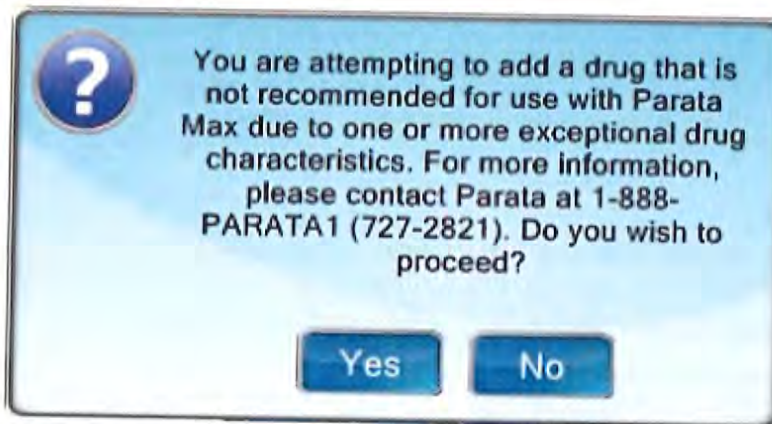 ?
You are attempting to add a drug that is
not recommended for use with Parata
Max due to one or more exceptional drug
characteristics. For more information,
please contact Parata at 1-888-
PARATA1 (727-2821). Do you wish to
proceed?
Yes No